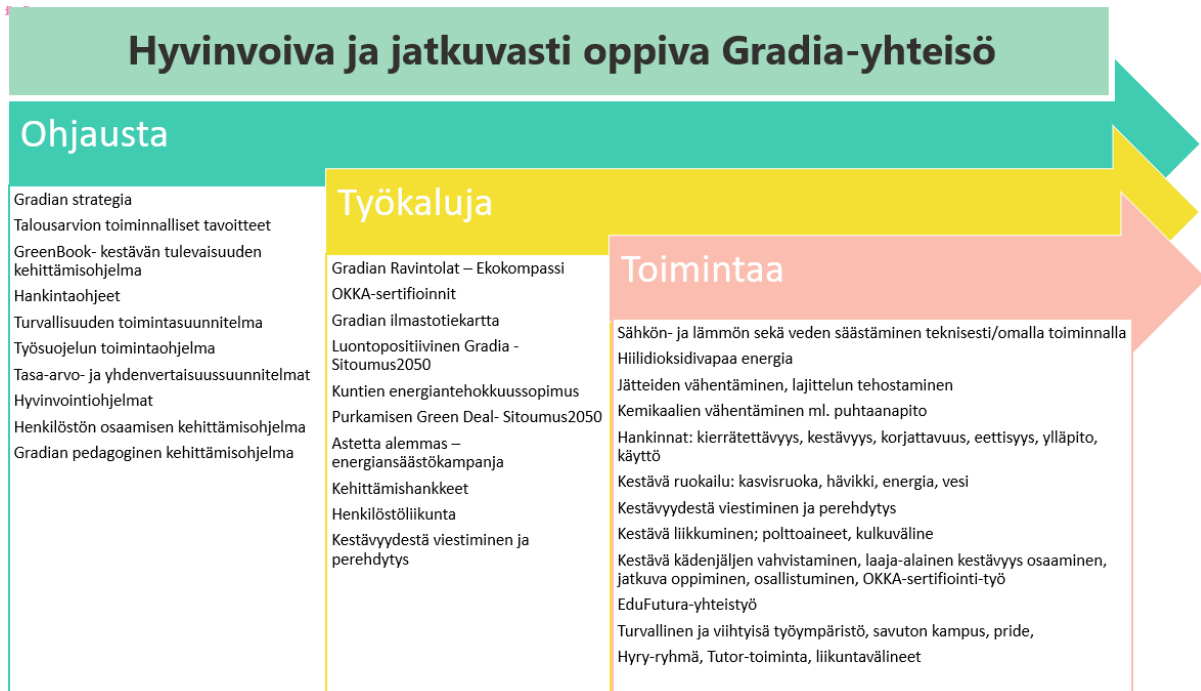 Hyvinvoiva ja jatkuvasti oppiva Gradia-yhteisö
Ohjausta
Gradian strategia
Talousarvion toiminnalliset tavoitteet
GreenBook- kestävän tulevaisuuden
kehittämisohjelma
Hankintaohjeet
Turvallisuuden toimintasuunnitelma
Työsuojelun toimintaohjelma
Tasa-arvo- ja yhdenvertaisuussuunnitelmat
Hyvinvointiohjelmat
Henkilöstön osaamisen kehittämisohjelma
Gradian pedagoginen kehittämisohjelma
Työkaluja
Gradian Ravintolat – Ekokompassi
OKKA-sertifioinnit
Gradian ilmastotiekartta
Luontopositiivinen Gradia -
Sitoumus2050
Kuntien energiantehokkuussopimus
Purkamisen Green Deal- Sitoumus2050
Astetta alemmas –
energiansäästökampanja
Kehittämishankkeet
Henkilöstöliikunta
Kestävyydestä viestiminen ja
perehdytys
Toimintaa
Sähkön- ja lämmön sekä veden säästäminen teknisesti/omalla toiminnalla
Hiilidioksidivapaa energia
Jätteiden vähentäminen, lajittelun tehostaminen
Kemikaalien vähentäminen ml. puhtaanapito
Hankinnat: kierrätettävyys, kestävyys, korjattavuus, eettisyys, ylläpito,
käyttö
Kestävä ruokailu: kasvisruoka, hävikki, energia, vesi
Kestävyydestä viestiminen ja perehdytys
Kestävä liikkuminen; polttoaineet, kulkuväline
Kestävä kädenjäljen vahvistaminen, laaja-alainen kestävyys osaaminen,
jatkuva oppiminen, osallistuminen, OKKA-sertifiointi-työ
EduFutura-yhteistyö
Turvallinen ja viihtyisä työympäristö, savuton kampus, pride,
Hyry-ryhmä, Tutor-toiminta, liikuntavälineet